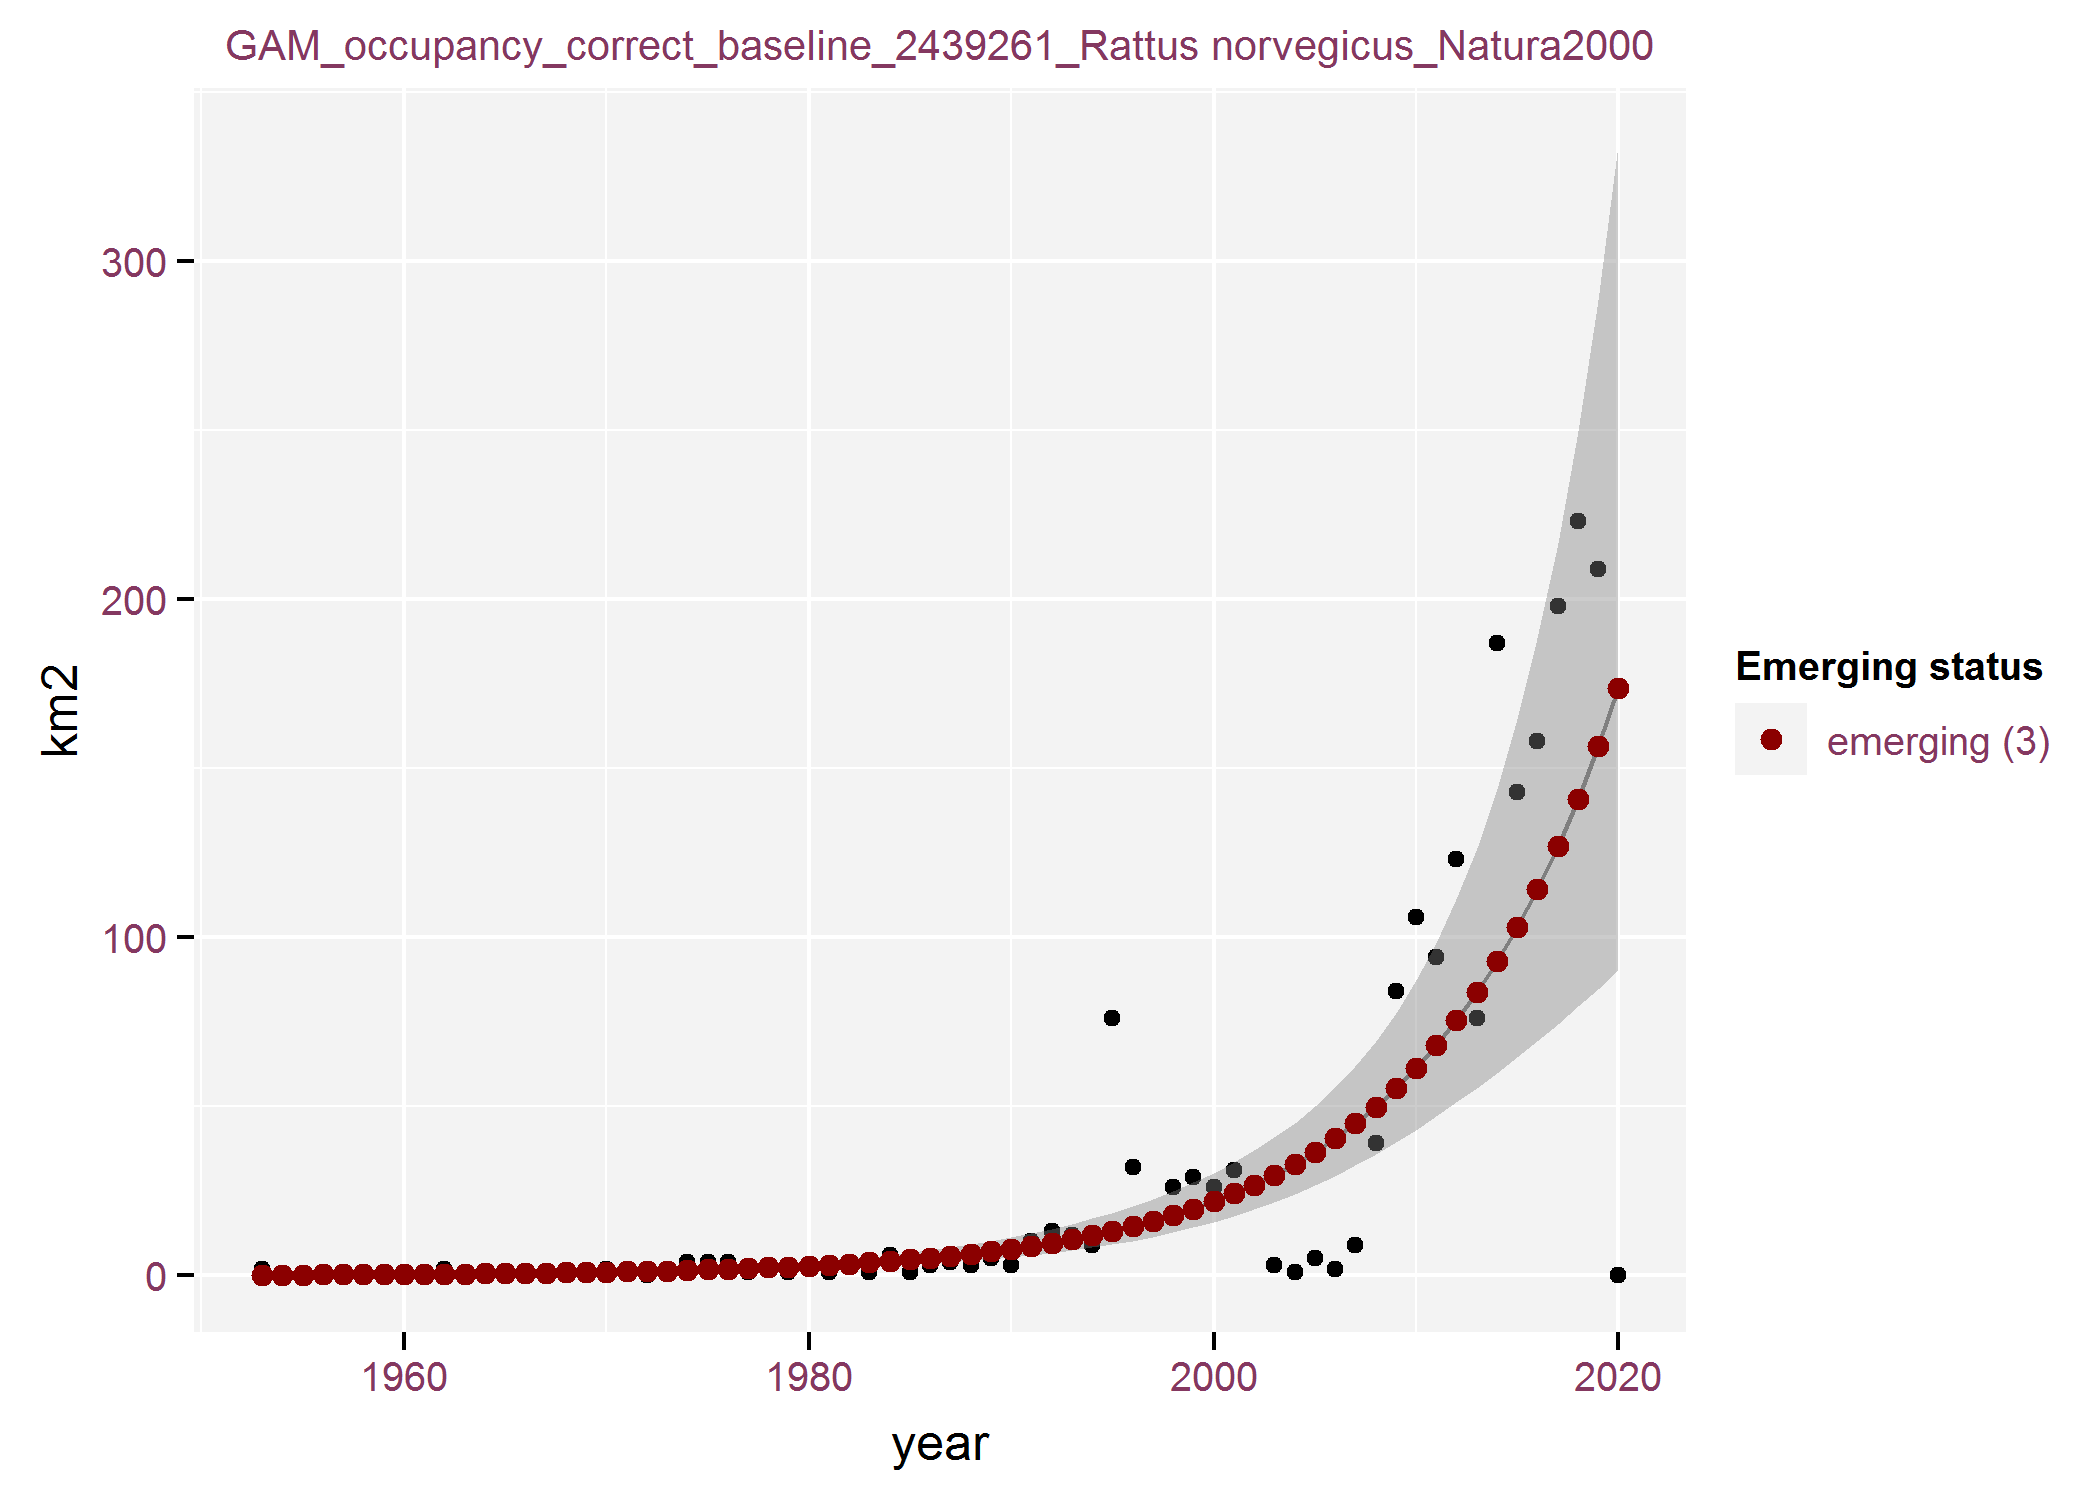 GAM_occupancy_correct_baseline_2439261_Rattus norvegicus_Natura2000
km2
300
200
100
0
1960
1980
2000
2020
year
Emerging status
emerging (3)